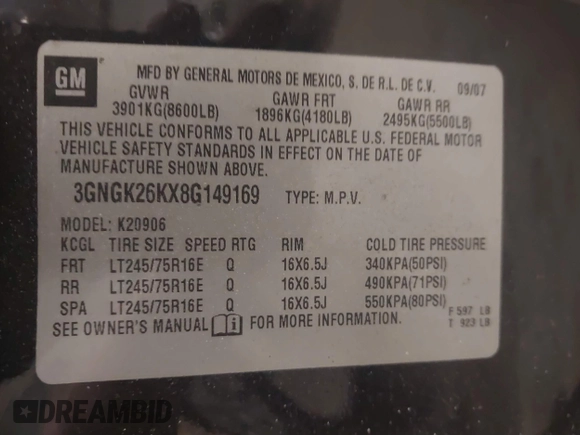 GM
MFD BY GENERAL MOTORS DE MEXICO, S. DE R.L. DE C.V. 09/07
GVWR GAWR FRT GAWR RR
3901KG(8600LB) 1896KG(4180LB) 2495KG(5500LB)
THIS VEHICLE CONFORMS TO ALL APPLICABLE U.S. FEDERAL MOTOR
VEHICLE SAFETY STANDARDS IN EFFECT ON THE DATE OF
MANUFACTURE SHOWN ABOVE.
3GNGK26KX8G149169 TYPE: M.P.V.
MODEL: K20906
KCGL TIRE SIZE SPEED RTG RIM COLD TIRE PRESSURE
FRT LT245/75R16E Q 16X6.5J 340KPA(50PSI)
RR LT245/75R16E Q 16X6.5J 490KPA(71PSI)
SPA LT245/75R16E Q 16X6.5J 550KPA(80PSI)
F 597 LB
T 923 LB
SEE OWNER'S MANUAL FOR MORE INFORMATION.
DREAMBID